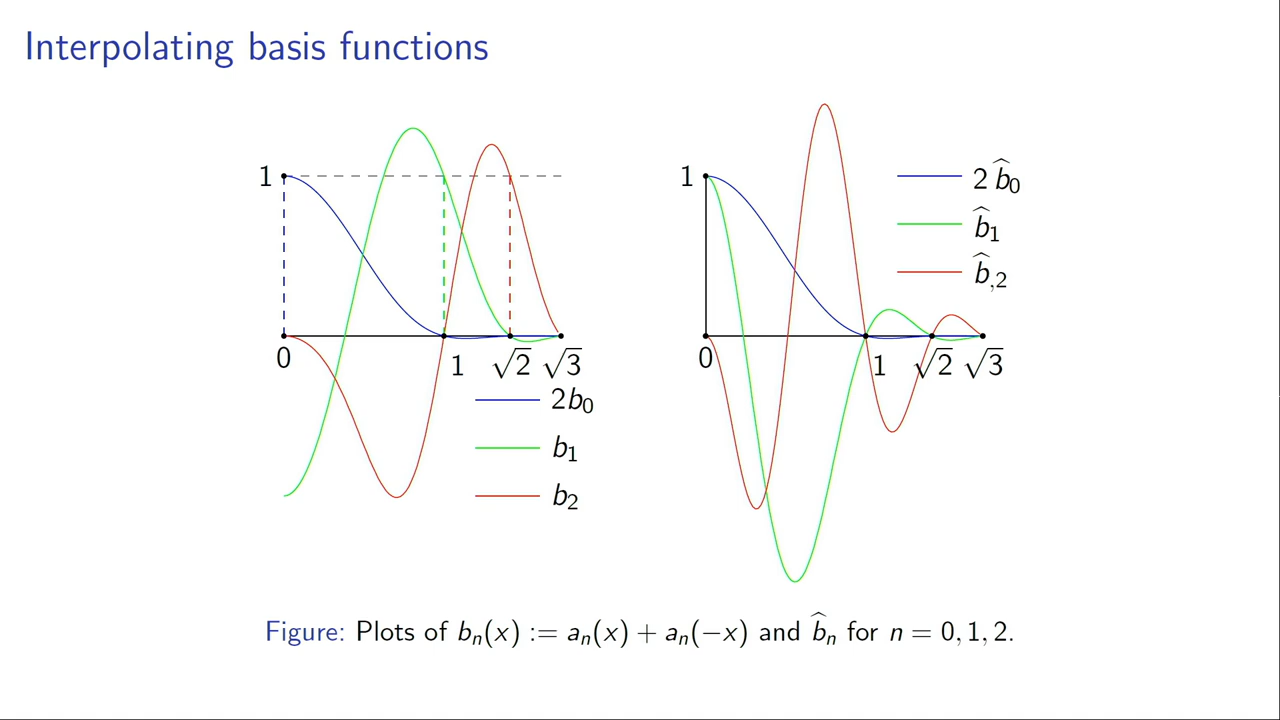 Interpolating basis functions
1
0
1
√2
√3
2b₀
b₁
b₂
1
0
1
√2
√3
2 b̂₀
b̂₁
b̂,₂
Figure: Plots of bₙ(x) := aₙ(x) + aₙ(−x) and b̂ₙ for n = 0, 1, 2.